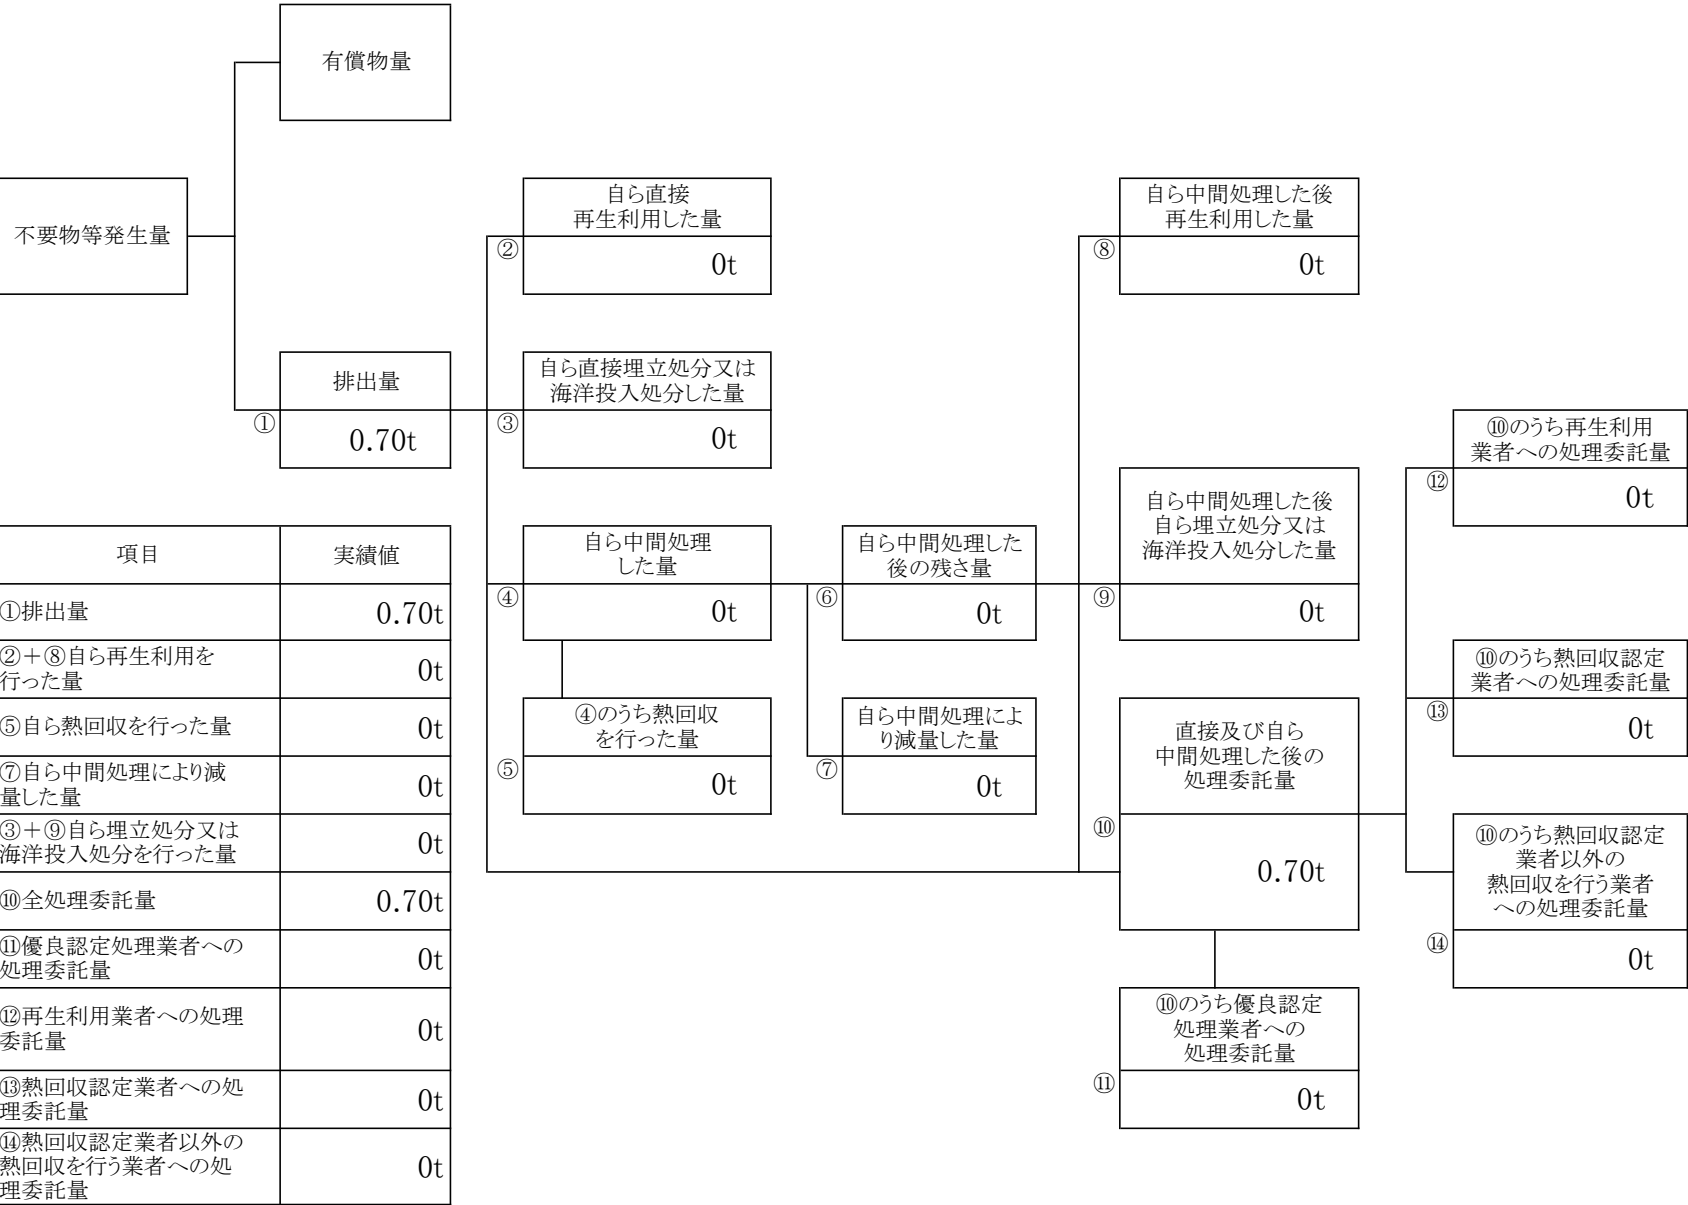 有償物量
不要物等発生量
排出量
①
0.70t
自ら直接
再生利用した量
②
0t
自ら直接埋立処分又は
海洋投入処分した量
③
0t
自ら中間処理
した量
④
0t
④のうち熱回収
を行った量
⑤
0t
自ら中間処理した
後の残さ量
⑥
0t
自ら中間処理によ
り減量した量
⑦
0t
自ら中間処理した後
再生利用した量
⑧
0t
自ら中間処理した後
自ら埋立処分又は
海洋投入処分した量
⑨
0t
直接及び自ら
中間処理した後の
処理委託量
⑩
0.70t
⑩のうち優良認定
処理業者への
処理委託量
⑪
0t
⑩のうち再生利用
業者への処理委託量
⑫
0t
⑩のうち熱回収認定
業者への処理委託量
⑬
0t
⑩のうち熱回収認定
業者以外の
熱回収を行う業者
への処理委託量
⑭
0t
項目 実績値
①排出量 0.70t
②+⑧自ら再生利用を
行った量 0t
⑤自ら熱回収を行った量 0t
⑦自ら中間処理により減
量した量 0t
③+⑨自ら埋立処分又は
海洋投入処分を行った量 0t
⑩全処理委託量 0.70t
⑪優良認定処理業者への
処理委託量 0t
⑫再生利用業者への処理
委託量 0t
⑬熱回収認定業者への処
理委託量 0t
⑭熱回収認定業者以外の
熱回収を行う業者への処
理委託量 0t